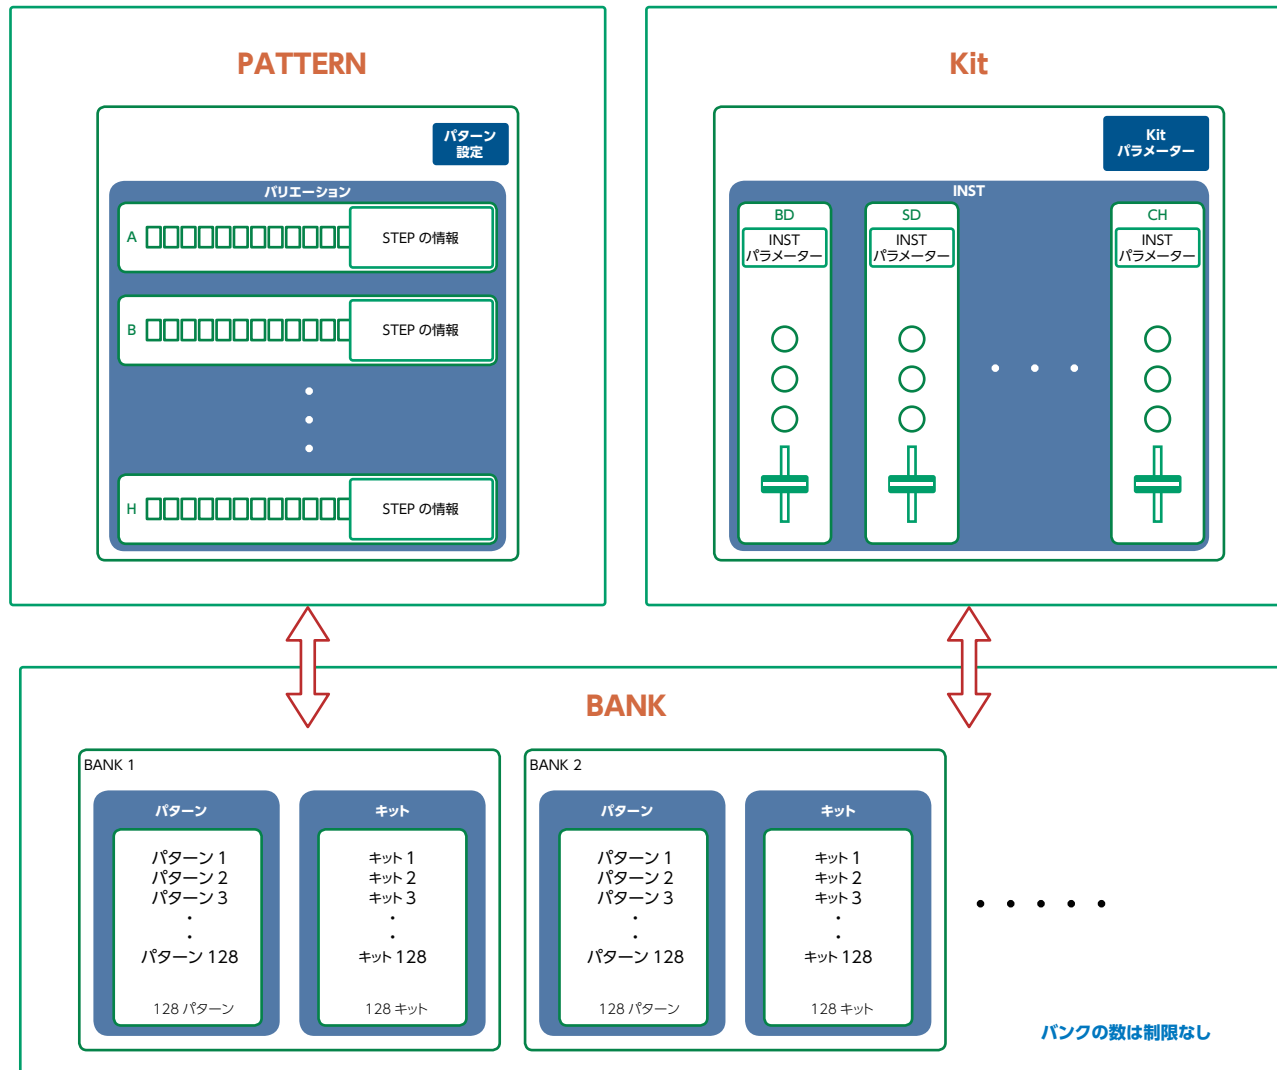 PATTERN
パターン
設定
バリエーション
A
STEP の情報
B
STEP の情報
H
STEP の情報
Kit
Kit
パラメーター
INST
BD
INST
パラメーター
SD
INST
パラメーター
CH
INST
パラメーター
BANK
BANK 1
パターン
パターン 1
パターン 2
パターン 3
・
・
パターン 128
128 パターン
キット
キット 1
キット 2
キット 3
・
・
キット 128
128 キット
BANK 2
パターン
パターン 1
パターン 2
パターン 3
・
・
パターン 128
128 パターン
キット
キット 1
キット 2
キット 3
・
・
キット 128
128 キット
バンクの数は制限なし